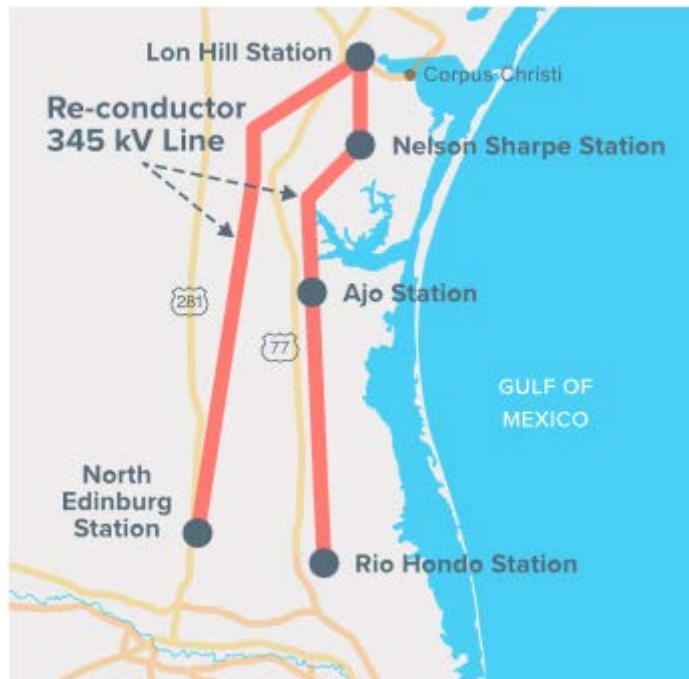 Lon Hill Station
Corpus Christi
Re-conductor
345 kV Line
Nelson Sharpe Station
281
Ajo Station
77
GULF OF
MEXICO
North
Edinburg
Station
Rio Hondo Station